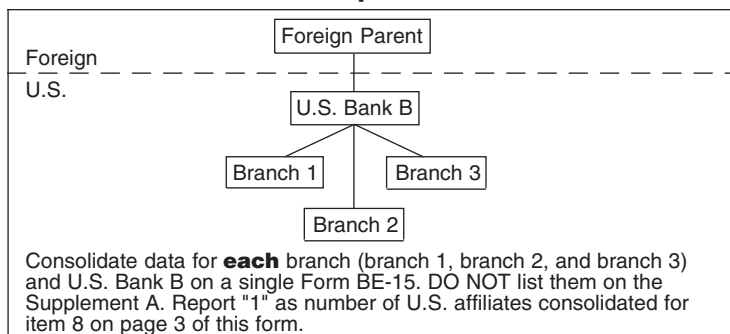 Foreign Parent
Foreign
U.S.
U.S. Bank B
Branch 1
Branch 3
Branch 2
Consolidate data for each branch (branch 1, branch 2, and branch 3)
and U.S. Bank B on a single Form BE-15. DO NOT list them on the
Supplement A. Report "1" as number of U.S. affiliates consolidated for
item 8 on page 3 of this form.